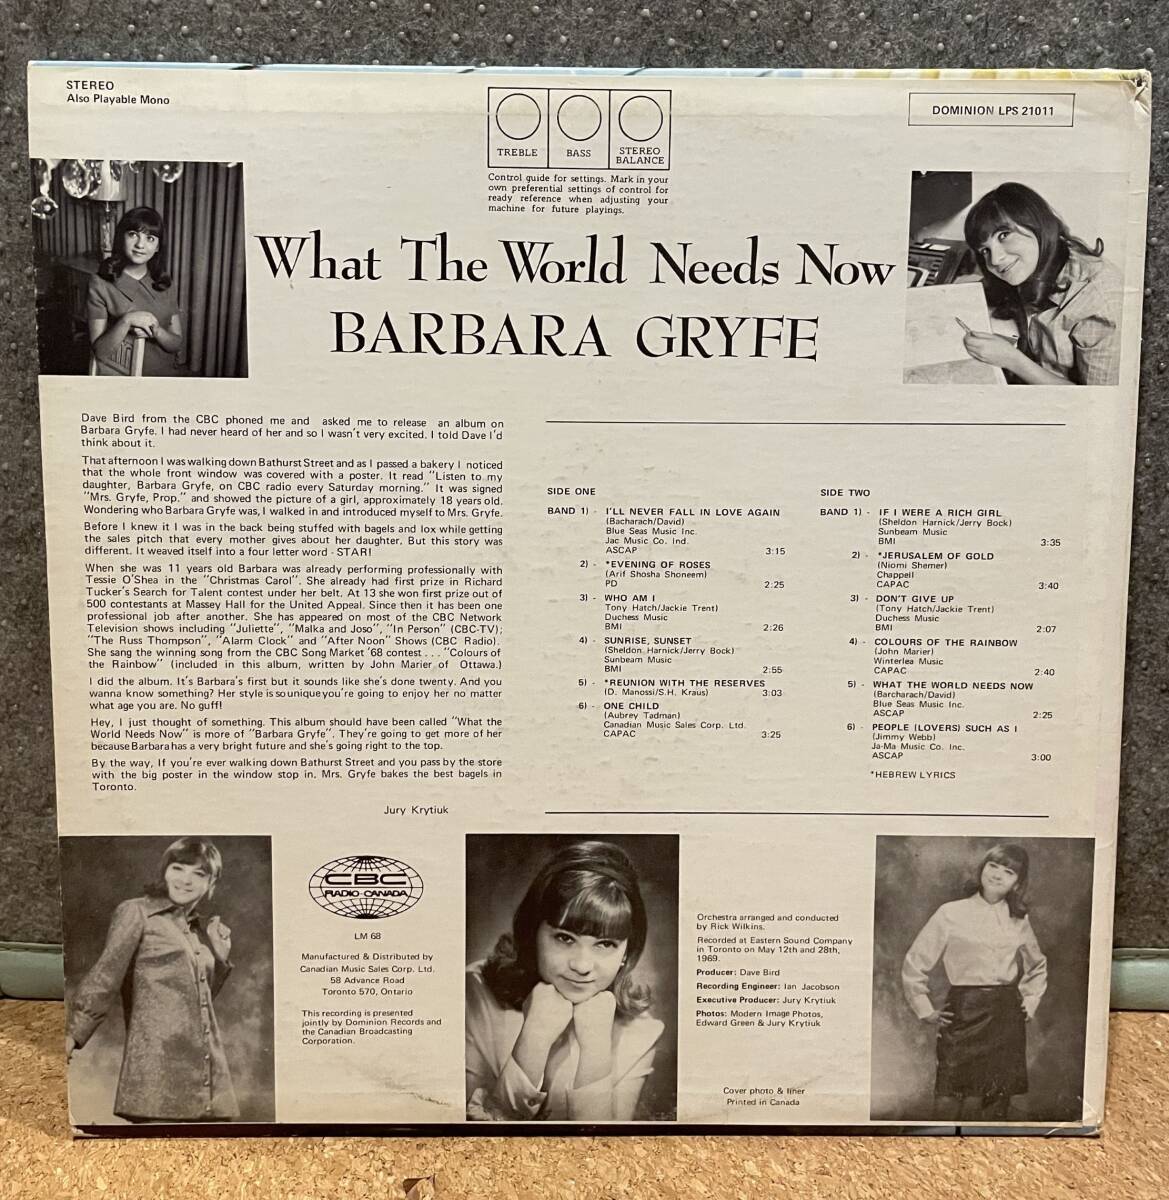 STEREO
Also Playable Mono
TREBLE
BASS
STEREO
BALANCE
Control guide for settings. Mark in your
own preferential settings of control for
ready reference when adjusting your
machine for future playings.
DOMINION LPS 21011
What The World Needs Now
BARBARA GRYFE
Dave Bird from the CBC phoned me and asked me to release an album on
Barbara Gryfe. I had never heard of her and so I wasn't very excited. I told Dave I'd
think about it.
That afternoon I was walking down Bathurst Street and as I passed a bakery I noticed
that the whole front window was covered with a poster. It read "Listen to my
daughter, Barbara Gryfe, on CBC radio every Saturday morning." It was signed
"Mrs. Gryfe, Prop." and showed the picture of a girl, approximately 18 years old.
Wondering who Barbara Gryfe was, I walked in and introduced myself to Mrs. Gryfe.
Before I knew it I was in the back being stuffed with bagels and lox while getting
the sales pitch that every mother gives about her daughter. But this story was
different. It weaved itself into a four letter word - STAR!
When she was 11 years old Barbara was already performing professionally with
Tessie O'Shea in the "Christmas Carol". She already had first prize in Richard
Tucker's Search for Talent contest under her belt. At 13 she won first prize out of
500 contestants at Massey Hall for the United Appeal. Since then it has been one
professional job after another. She has appeared on most of the CBC Network
Television shows including "Juliette", "Malka and Joso", "In Person" (CBC-TV);
"The Russ Thompson", "Alarm Clock" and "After Noon" Shows (CBC Radio).
She sang the winning song from the CBC Song Market '68 contest . . . "Colours of
the Rainbow" (included in this album, written by John Marier of Ottawa.)
I did the album. It's Barbara's first but it sounds like she's done twenty. And you
wanna know something? Her style is so unique you're going to enjoy her no matter
what age you are. No guff!
Hey, I just thought of something. This album should have been called "What the
World Needs Now" is more of "Barbara Gryfe". They're going to get more of her
because Barbara has a very bright future and she's going right to the top.
By the way, If you're ever walking down Bathurst Street and you pass by the store
with the big poster in the window stop in. Mrs. Gryfe bakes the best bagels in
Toronto.
Jury Krytiuk
SIDE ONE
BAND 1) - I'LL NEVER FALL IN LOVE AGAIN
(Bacharach/David)
Blue Seas Music Inc.
Jac Music Co. Ind.
ASCAP 3:15
2) - *EVENING OF ROSES
(Arif Shosha Shoneem)
PD 2:25
3) - WHO AM I
Tony Hatch/Jackie Trent)
Duchess Music
BMI 2:26
4) - SUNRISE, SUNSET
(Sheldon Harnick/Jerry Bock)
Sunbeam Music
BMI 2:55
5) - *REUNION WITH THE RESERVES
(D. Manossi/S.H. Kraus) 3:03
6) - ONE CHILD
(Aubrey Tadman)
Canadian Music Sales Corp. Ltd.
CAPAC 3:25
SIDE TWO
BAND 1) - IF I WERE A RICH GIRL
(Sheldon Harnick/Jerry Bock)
Sunbeam Music
BMI 3:35
2) - *JERUSALEM OF GOLD
(Niomi Shemer)
Chappell
CAPAC 3:40
3) - DON'T GIVE UP
(Tony Hatch/Jackie Trent)
Duchess Music
BMI 2:07
4) - COLOURS OF THE RAINBOW
(John Marier)
Winterlea Music
CAPAC 2:40
5) - WHAT THE WORLD NEEDS NOW
(Barcharach/David)
Blue Seas Music Inc.
ASCAP 2:25
6) - PEOPLE (LOVERS) SUCH AS I
(Jimmy Webb)
Ja-Ma Music Co. Inc.
ASCAP 3:00
*HEBREW LYRICS
CBC
RADIO-CANADA
LM 68
Manufactured & Distributed by
Canadian Music Sales Corp. Ltd.
58 Advance Road
Toronto 570, Ontario
This recording is presented
jointly by Dominion Records and
the Canadian Broadcasting
Corporation.
Orchestra arranged and conducted
by Rick Wilkins.
Recorded at Eastern Sound Company
in Toronto on May 12th and 28th,
1969.
Producer: Dave Bird
Recording Engineer: Ian Jacobson
Executive Producer: Jury Krytiuk
Photos: Modern Image Photos,
Edward Green & Jury Krytiuk
Cover photo & liner
Printed in Canada